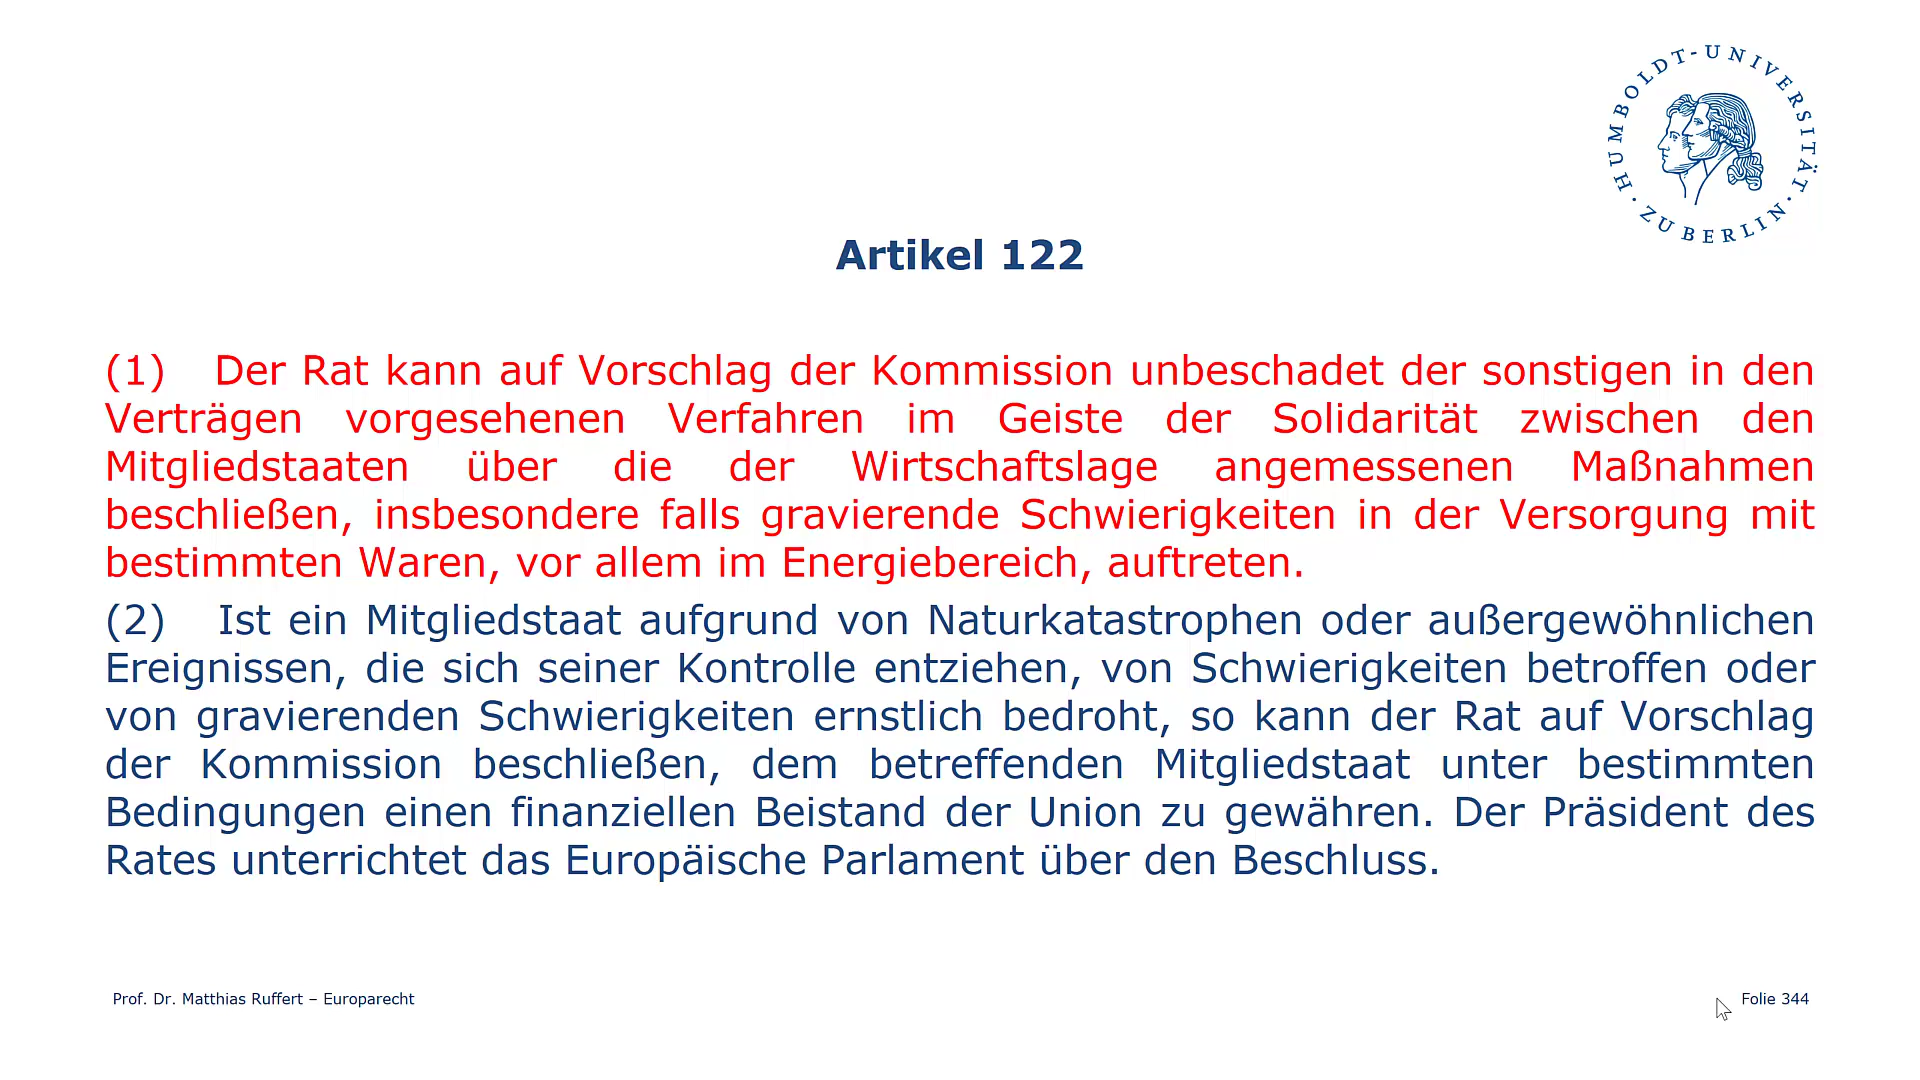 HUMBOLDT-UNIVERSITÄT · ZU BERLIN ·
Artikel 122
(1) Der Rat kann auf Vorschlag der Kommission unbeschadet der sonstigen in den
Verträgen vorgesehenen Verfahren im Geiste der Solidarität zwischen den
Mitgliedstaaten über die der Wirtschaftslage angemessenen Maßnahmen
beschließen, insbesondere falls gravierende Schwierigkeiten in der Versorgung mit
bestimmten Waren, vor allem im Energiebereich, auftreten.
(2) Ist ein Mitgliedstaat aufgrund von Naturkatastrophen oder außergewöhnlichen
Ereignissen, die sich seiner Kontrolle entziehen, von Schwierigkeiten betroffen oder
von gravierenden Schwierigkeiten ernstlich bedroht, so kann der Rat auf Vorschlag
der Kommission beschließen, dem betreffenden Mitgliedstaat unter bestimmten
Bedingungen einen finanziellen Beistand der Union zu gewähren. Der Präsident des
Rates unterrichtet das Europäische Parlament über den Beschluss.
Prof. Dr. Matthias Ruffert – Europarecht
Folie 344